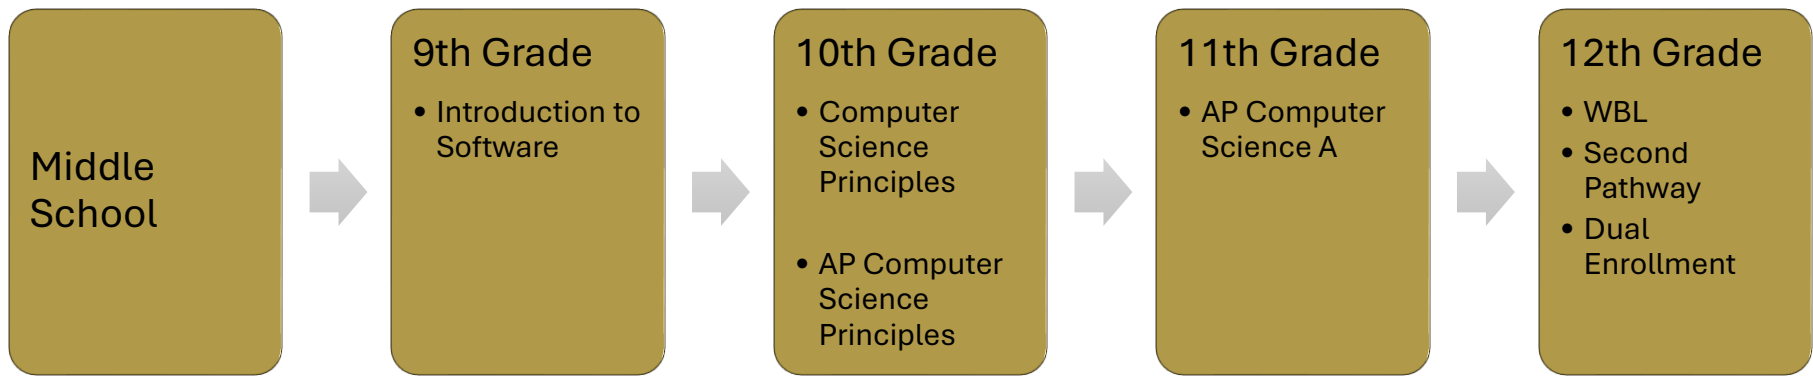 Middle
School
9th Grade
• Introduction to
Software
10th Grade
• Computer
Science
Principles
• AP Computer
Science
Principles
11th Grade
• AP Computer
Science A
12th Grade
• WBL
• Second
Pathway
• Dual
Enrollment